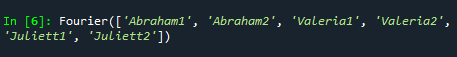 In [6]: Fourier(['Abraham1', 'Abraham2', 'Valeria1', 'Valeria2',
'Juliett1', 'Juliett2'])